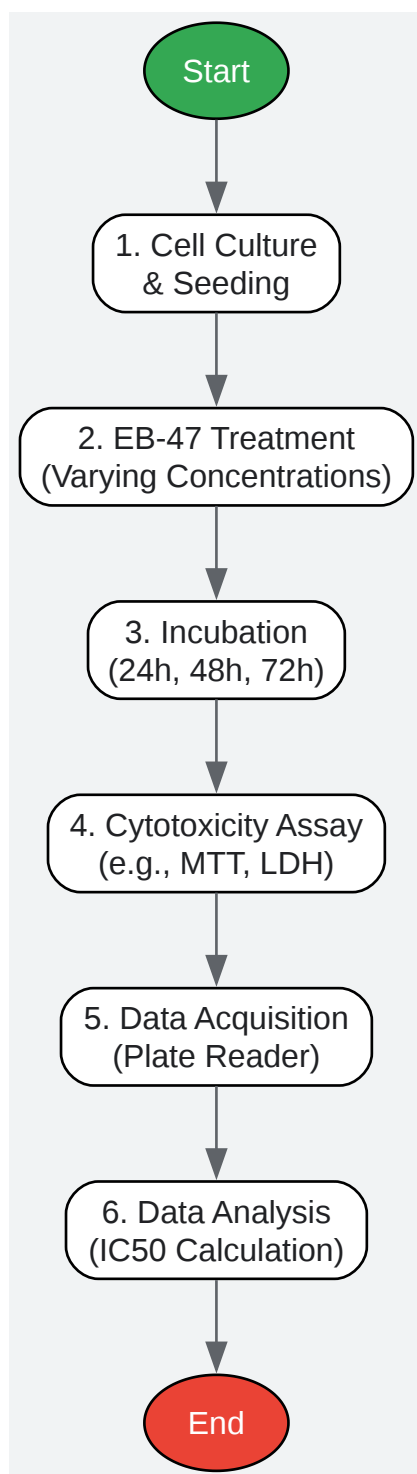 Start
1. Cell Culture
& Seeding
2. EB-47 Treatment
(Varying Concentrations)
3. Incubation
(24h, 48h, 72h)
4. Cytotoxicity Assay
(e.g., MTT, LDH)
5. Data Acquisition
(Plate Reader)
6. Data Analysis
(IC50 Calculation)
End